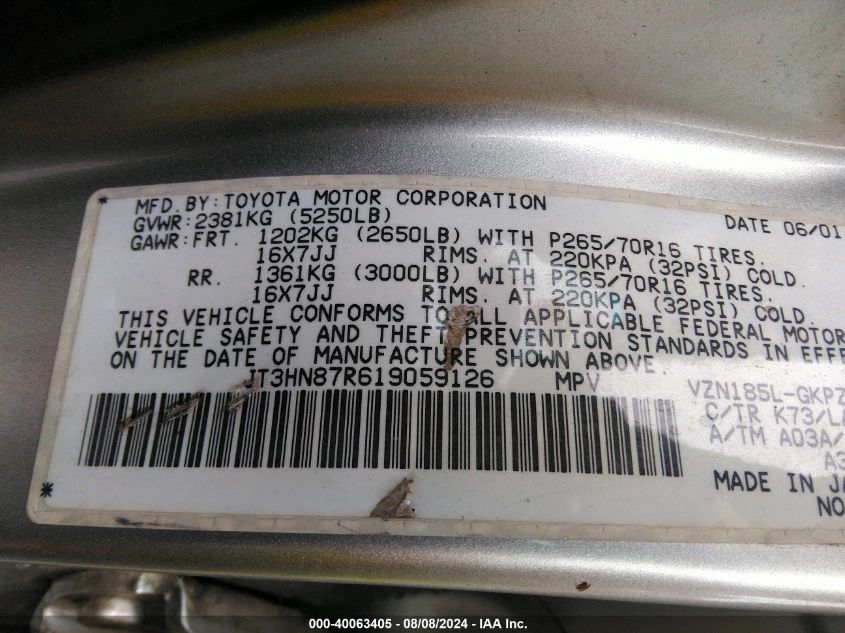 MFD. BY: TOYOTA MOTOR CORPORATION DATE 06/01
GVWR: 2381KG (5250LB)
GAWR: FRT. 1202KG (2650LB) WITH P265/70R16 TIRES.
16X7JJ RIMS. AT 220KPA (32PSI) COLD.
RR. 1361KG (3000LB) WITH P265/70R16 TIRES.
16X7JJ RIMS. AT 220KPA (32PSI) COLD.
THIS VEHICLE CONFORMS TO ALL APPLICABLE FEDERAL MOTOR
VEHICLE SAFETY AND THEFT PREVENTION STANDARDS IN EFFE
ON THE DATE OF MANUFACTURE SHOWN ABOVE.
JT3HN87R619059126 MPV
VZN185L-GKPZ
C/TR K73/L
A/TM A03A/
A3
MADE IN JA
NO
000-40063405 - 08/08/2024 - IAA Inc.